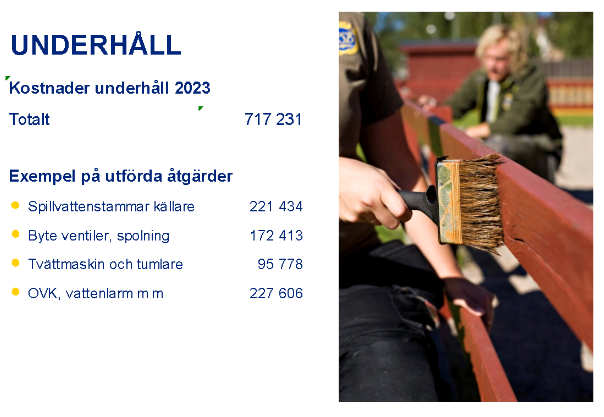 UNDERHÅLL
Kostnader underhåll 2023
Totalt 717 231
Exempel på utförda åtgärder
Spillvattenstammar källare 221 434
Byte ventiler, spolning 172 413
Tvättmaskin och tumlare 95 778
OVK, vattenlarm m m 227 606